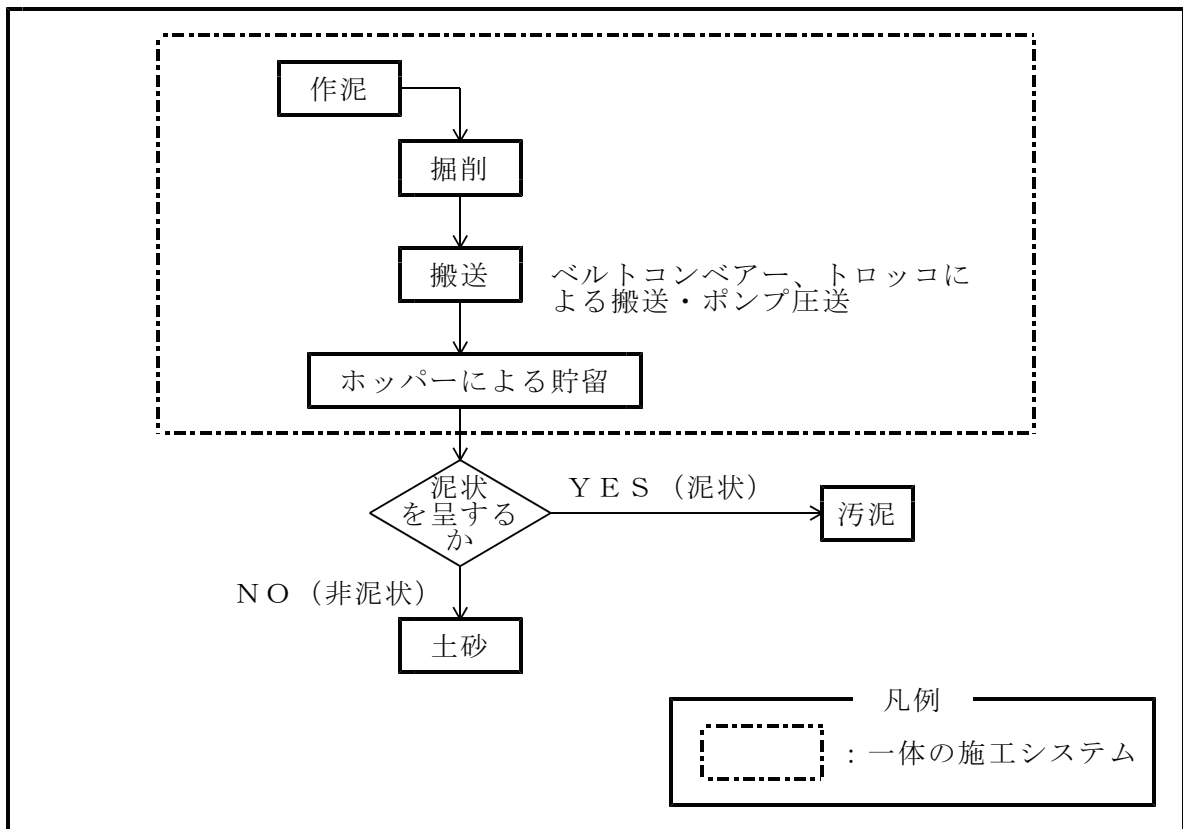 作泥
掘削
搬送
ベルトコンベアー、トロッコに
よる搬送・ポンプ圧送
ホッパーによる貯留
泥状
を呈する
か
ＹＥＳ（泥状）
汚泥
ＮＯ（非泥状）
土砂
凡例
：一体の施工システム